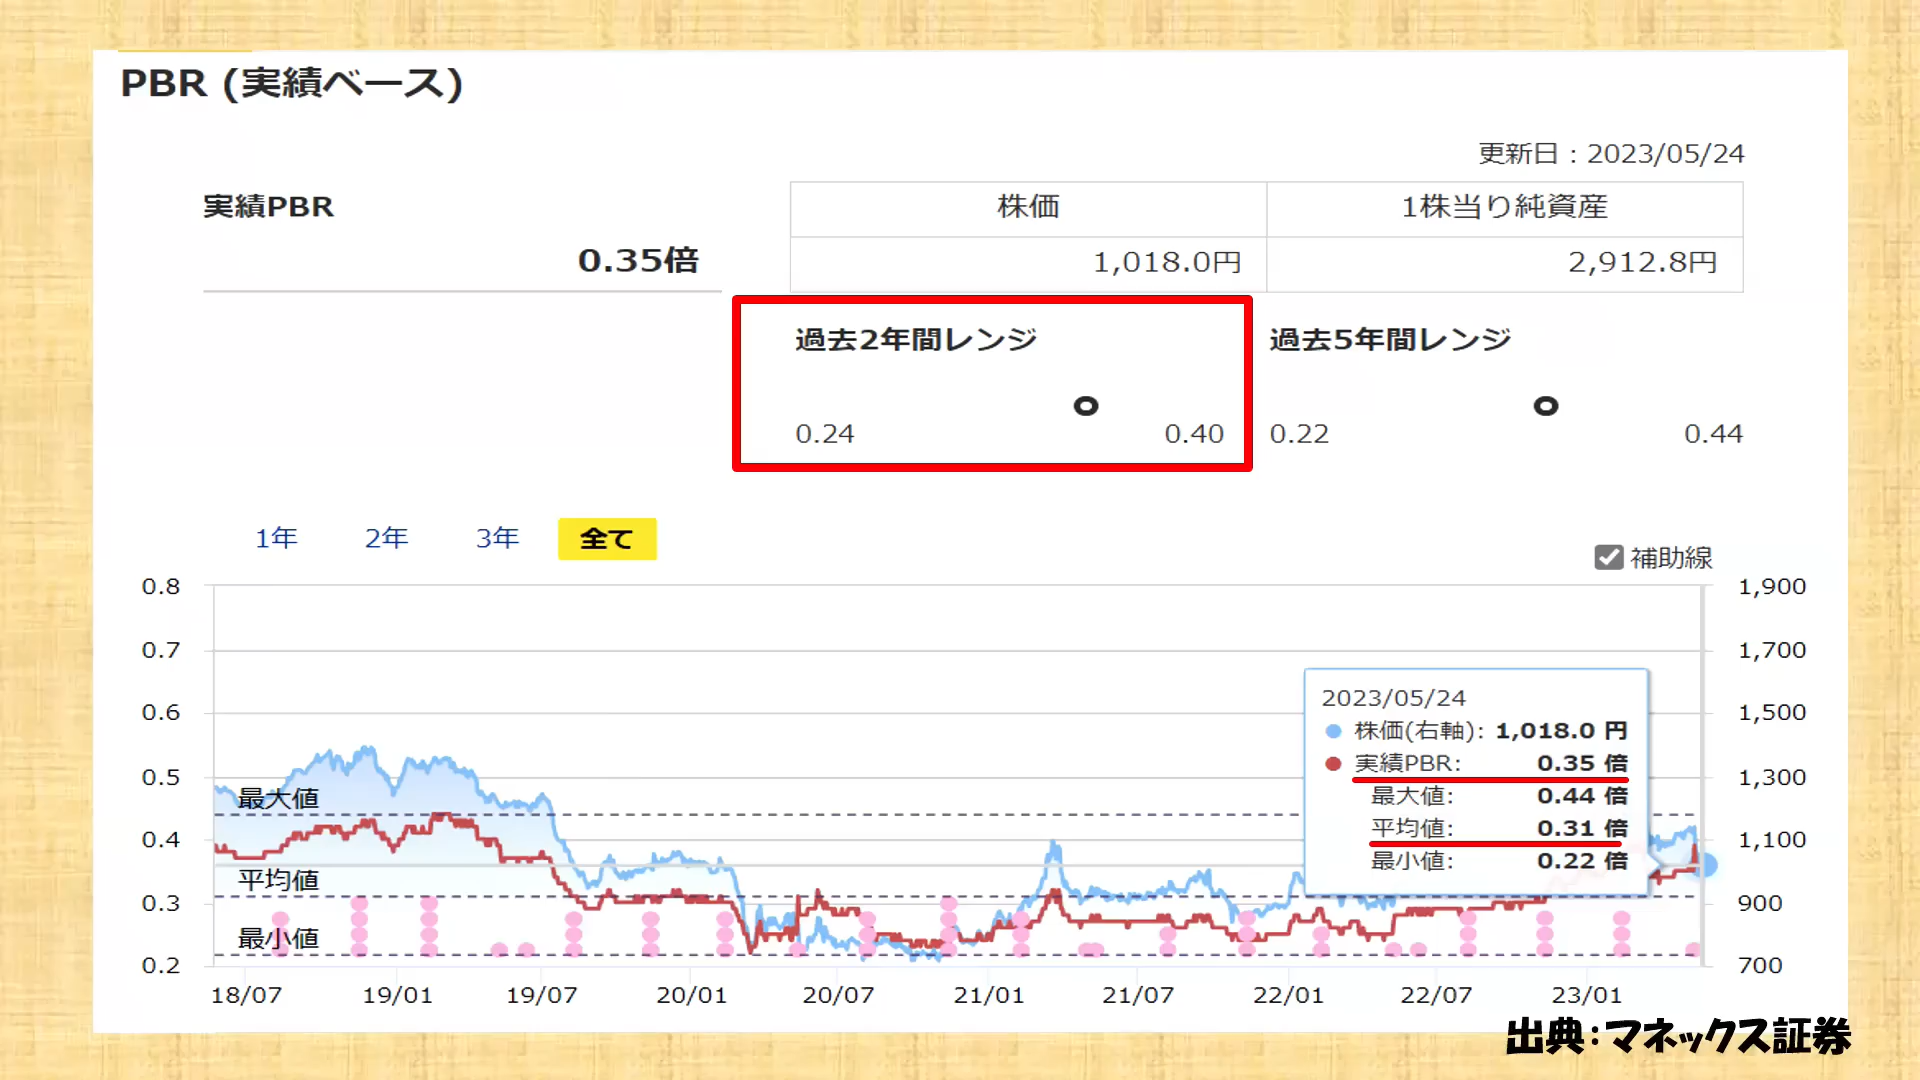 PBR (実績ベース)
更新日：2023/05/24
実績PBR
0.35倍
株価 1株当り純資産
1,018.0円 2,912.8円
過去2年間レンジ
0.24 0.40
過去5年間レンジ
0.22 0.44
1年 2年 3年 全て
補助線
0.8
0.7
0.6
0.5
0.4
0.3
0.2
1,900
1,700
1,500
1,300
1,100
900
700
最大値
平均値
最小値
2023/05/24
株価(右軸): 1,018.0 円
実績PBR: 0.35 倍
最大値: 0.44 倍
平均値: 0.31 倍
最小値: 0.22 倍
18/07 19/01 19/07 20/01 20/07 21/01 21/07 22/01 22/07 23/01
出典：マネックス証券